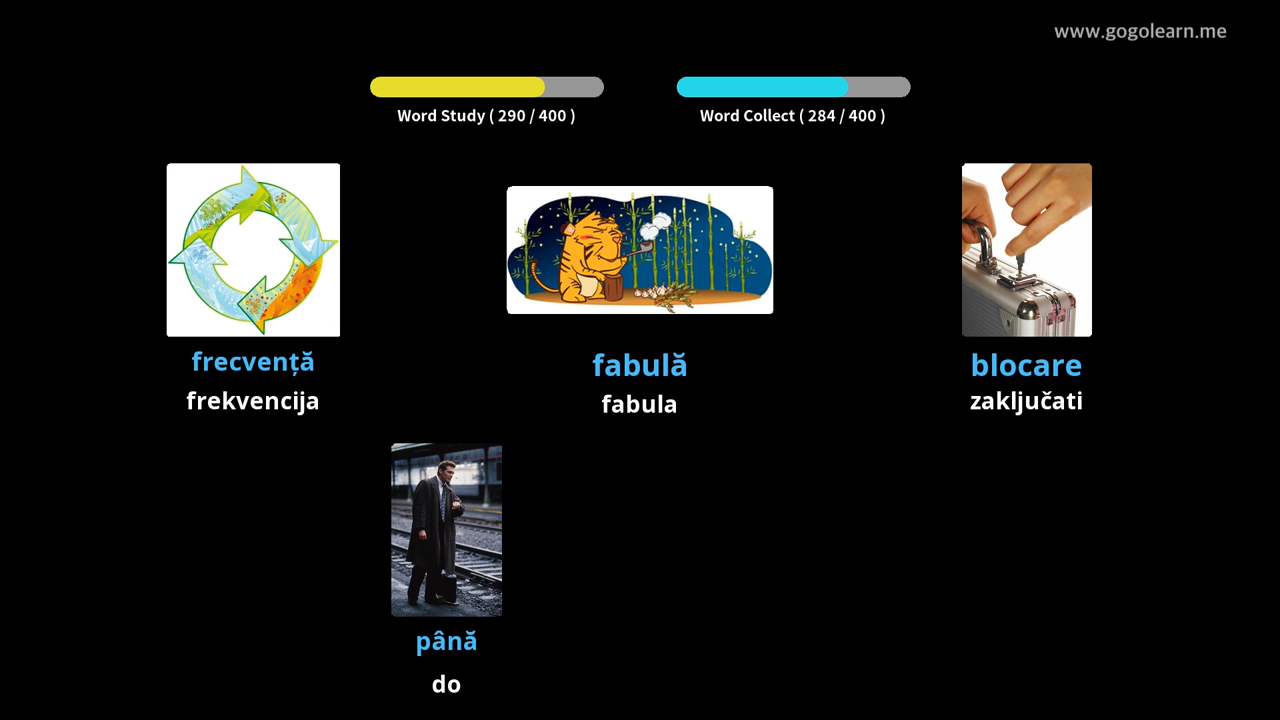 www.gogolearn.me
Word Study ( 290 / 400 )
Word Collect ( 284 / 400 )
frecvență
frekvencija
fabulă
fabula
blocare
zaključati
până
do